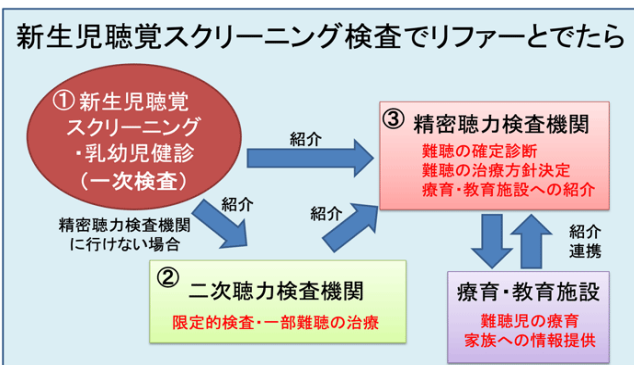 新生児聴覚スクリーニング検査でリファーとでたら
①新生児聴覚
スクリーニング
・乳幼児健診
（一次検査）
紹介
③ 精密聴力検査機関
難聴の確定診断
難聴の治療方針決定
療育・教育施設への紹介
精密聴力検査機関
に行けない場合
紹介
紹介
② 二次聴力検査機関
限定的検査・一部難聴の治療
紹介
連携
療育・教育施設
難聴児の療育
家族への情報提供